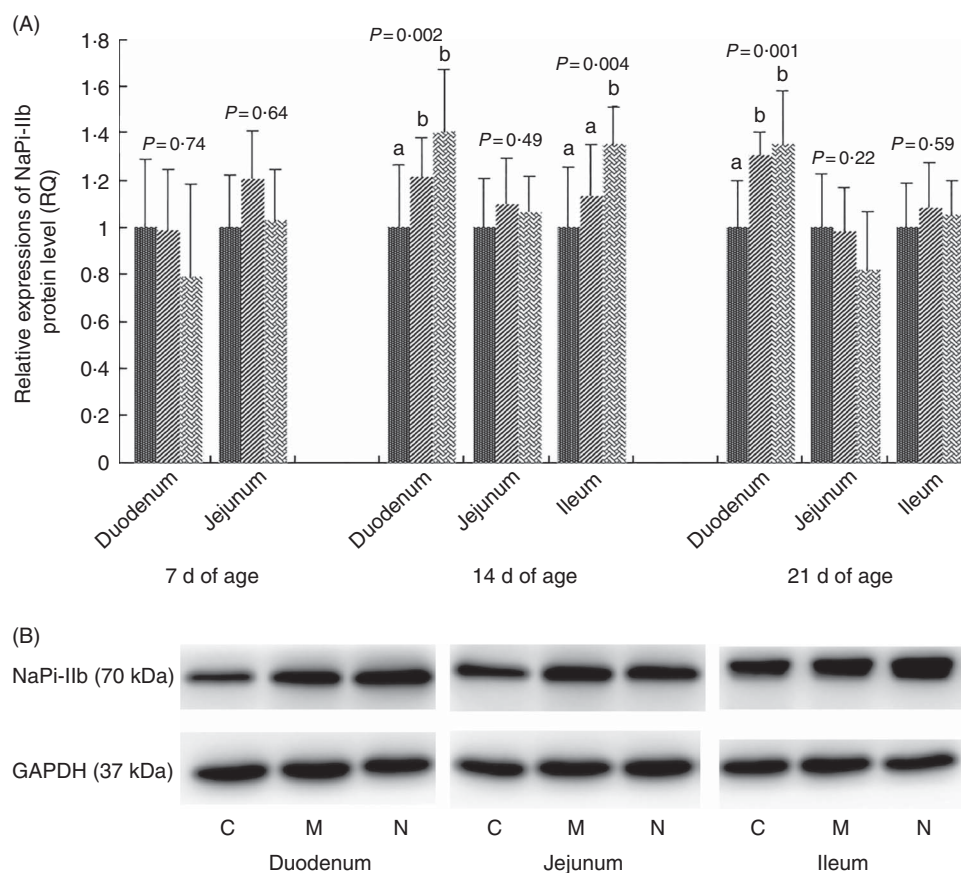 (A)
Relative expressions of NaPi-IIb
protein level (RQ)
1·8
1·6
1·4
1·2
1
0·8
0·6
0·4
0·2
0
P=0·74
P=0·64
P=0·002
a
b
b
P=0·49
P=0·004
a
a
b
P=0·001
a
b
b
P=0·22
P=0·59
Duodenum
Jejunum
Duodenum
Jejunum
Ileum
Duodenum
Jejunum
Ileum
7 d of age
14 d of age
21 d of age
(B)
NaPi-IIb (70 kDa)
GAPDH (37 kDa)
C M N C M N C M N
Duodenum Jejunum Ileum